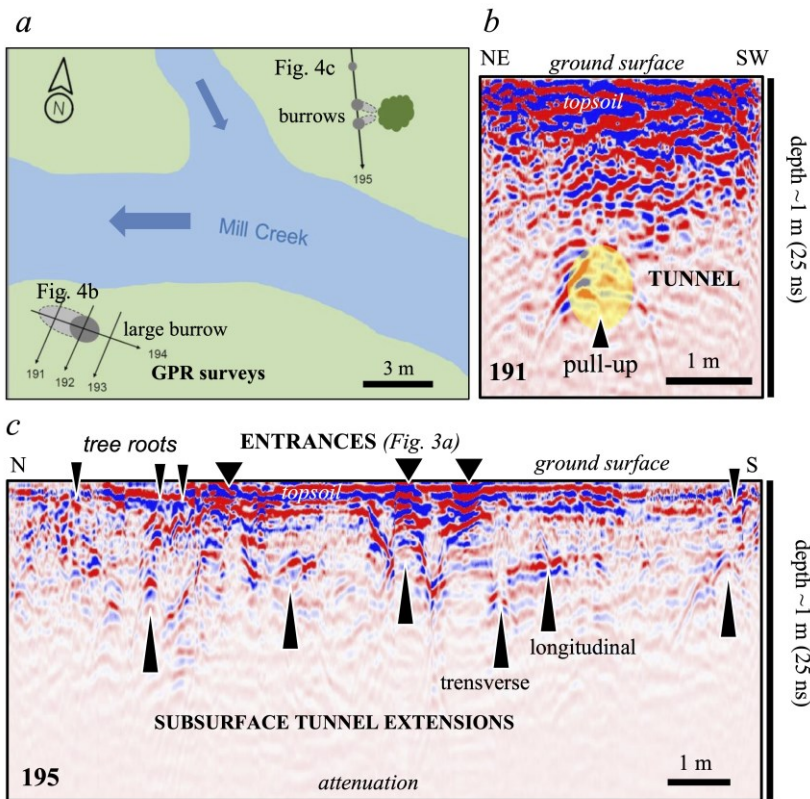 a
N
Fig. 4c
burrows
195
Mill Creek
Fig. 4b
large burrow
194
191
192
193
GPR surveys
3 m
b
NE
ground surface
SW
topsoil
TUNNEL
pull-up
191
1 m
depth ~1 m (25 ns)
c
N
tree roots
ENTRANCES (Fig. 3a)
ground surface
S
topsoil
longitudinal
trensverse
SUBSURFACE TUNNEL EXTENSIONS
195
attenuation
1 m
depth ~1 m (25 ns)